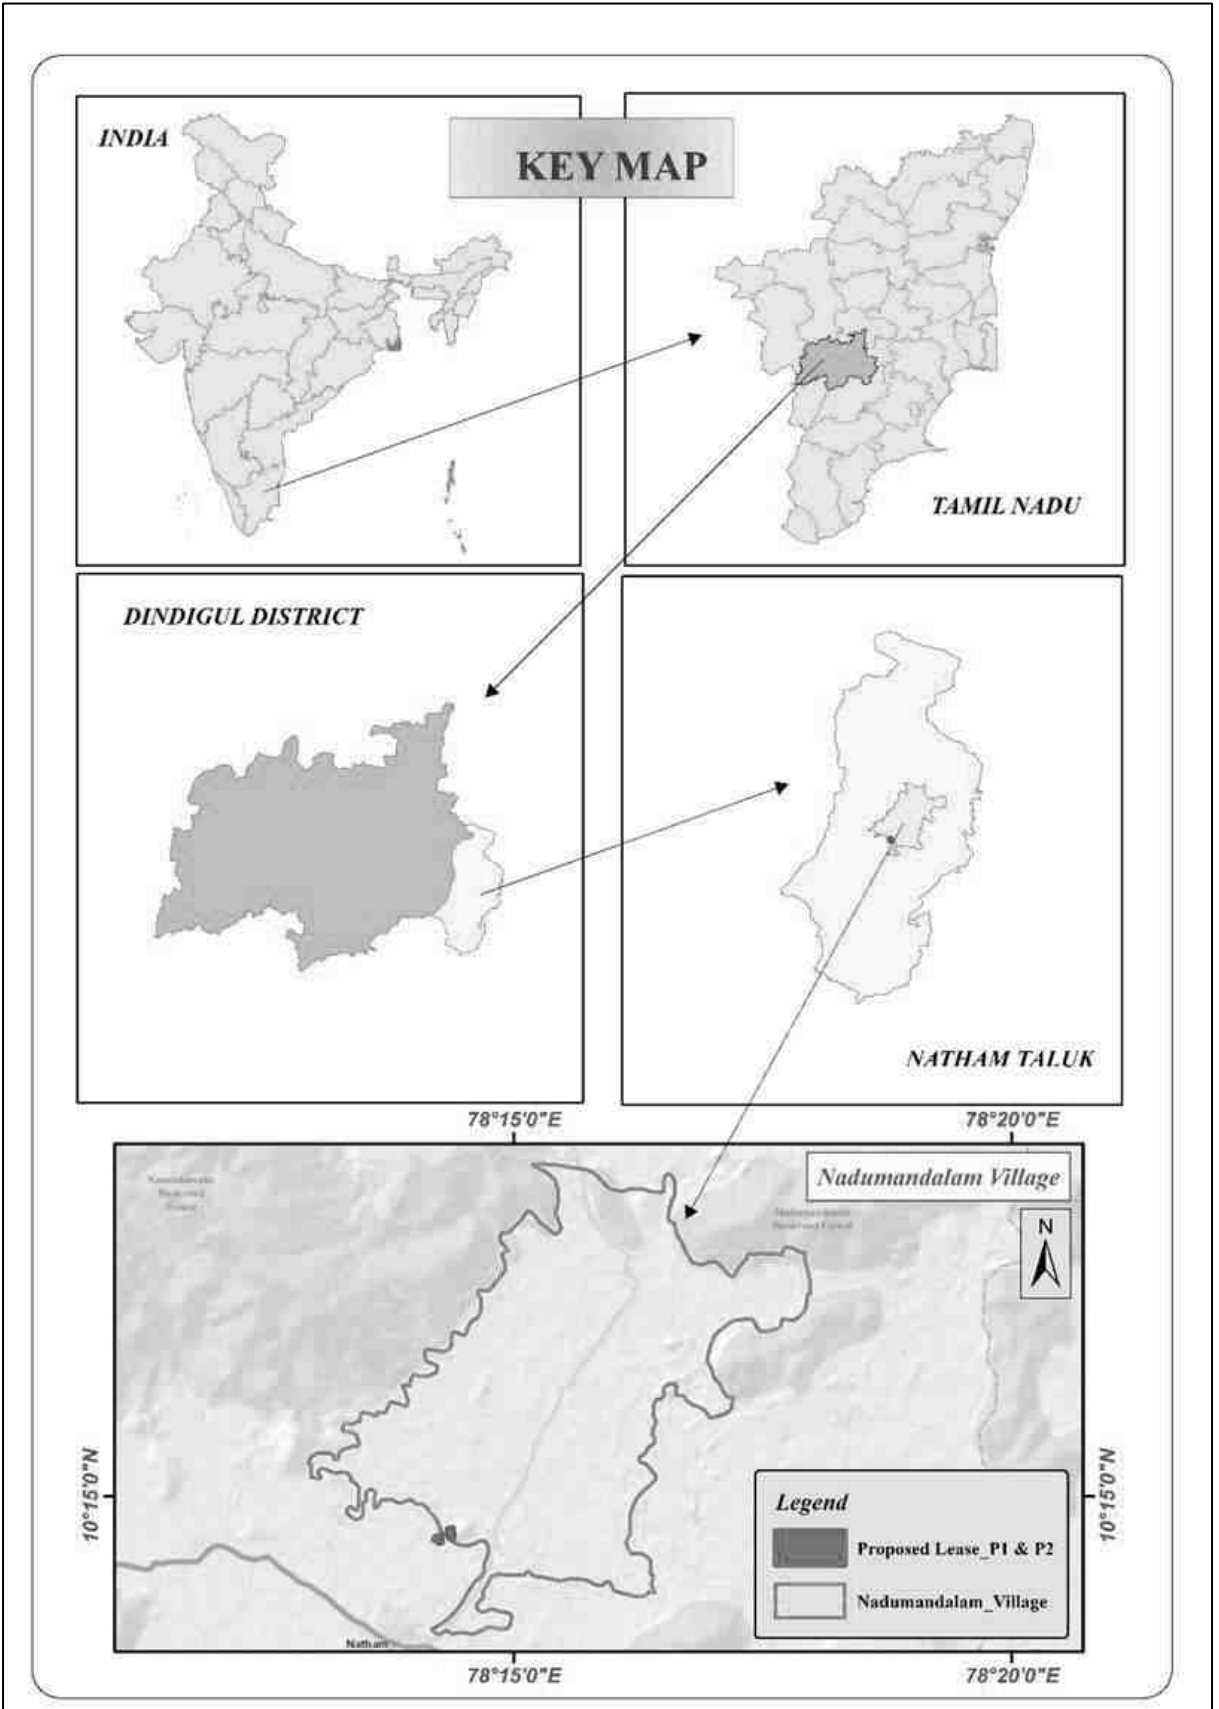 INDIA
KEY MAP
TAMIL NADU
DINDIGUL DISTRICT
NATHAM TALUK
78°15'0"E
78°20'0"E
Nadumandalam Village
N
10°15'0"N
10°15'0"N
Legend
Proposed Lease_P1 & P2
Nadumandalam_Village
Natham
78°15'0"E
78°20'0"E